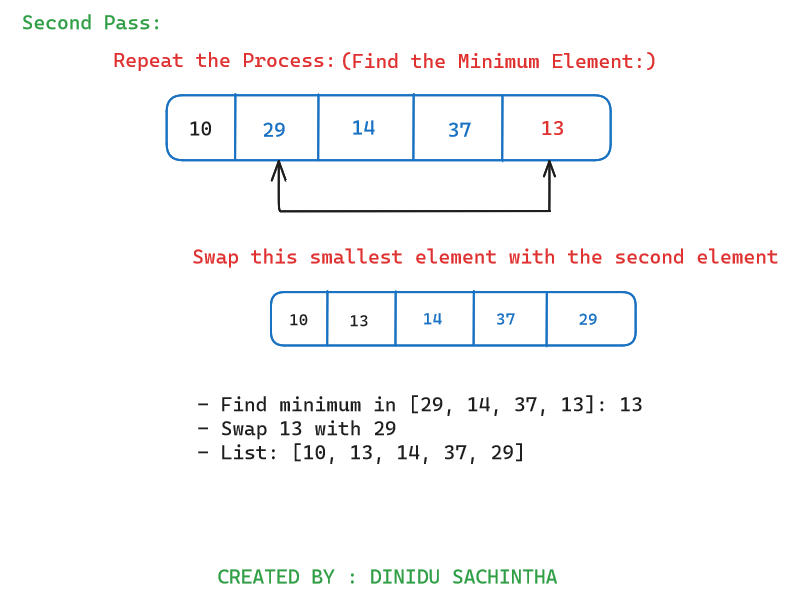 Second Pass:
Repeat the Process:(Find the Minimum Element:)
10 29 14 37 13
Swap this smallest element with the second element
10 13 14 37 29
- Find minimum in [29, 14, 37, 13]: 13
- Swap 13 with 29
- List: [10, 13, 14, 37, 29]
CREATED BY : DINIDU SACHINTHA